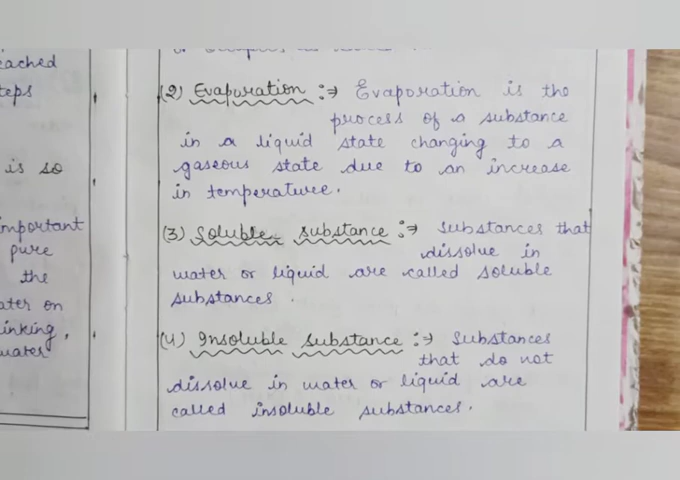 eached
teps
is so
mportant
pure
the
ater on
inking,
water
(2) Evaporation :→ Evaporation is the
process of a substance
in a liquid state changing to a
gaseous state due to an increase
in temperature.
(3) Soluble substance :→ Substances that
dissolve in
water or liquid are called soluble
substances .
(4) Insoluble substance :→ Substances
that do not
dissolve in water or liquid are
called insoluble substances.